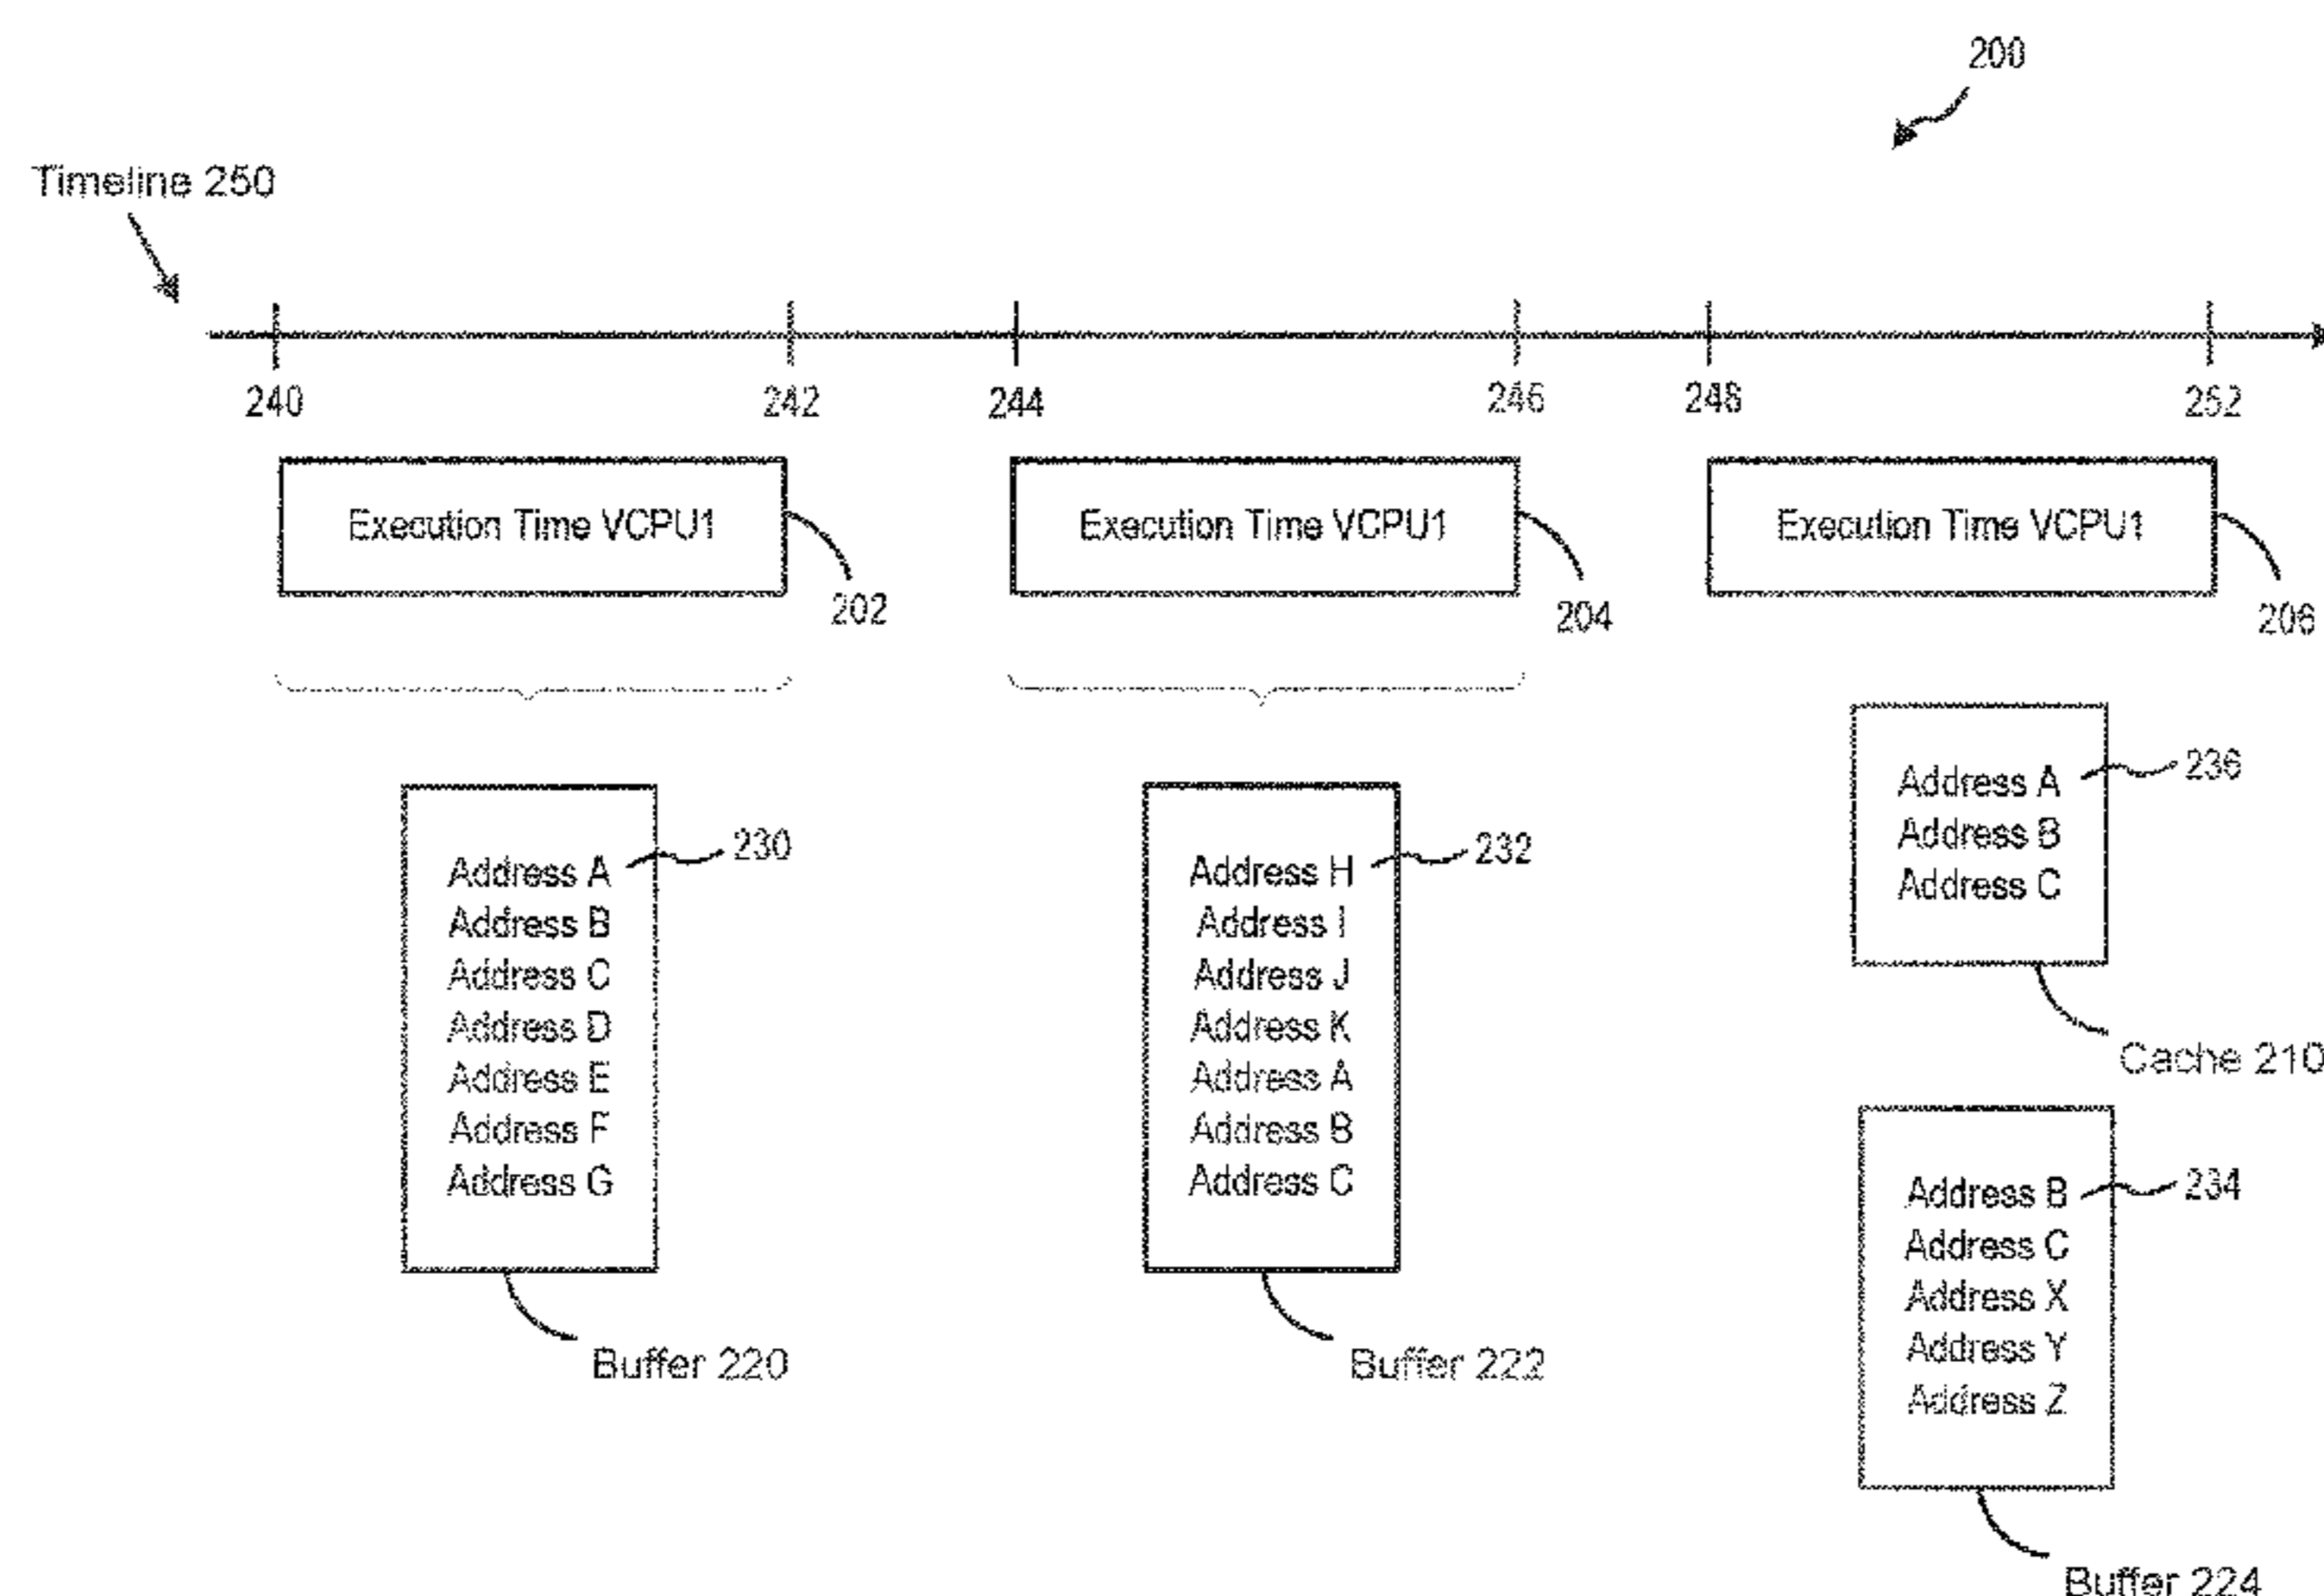 200
Timeline 250
240 242 244 246 248 252
Execution Time VCPU1 Execution Time VCPU1 Execution Time VCPU1
202 204 206
Address A 230
Address B
Address C
Address D
Address E
Address F
Address G
Buffer 220
Address H 232
Address I
Address J
Address K
Address A
Address B
Address C
Buffer 222
Address A 236
Address B
Address C
Cache 210
Address B 234
Address C
Address X
Address Y
Address Z
Buffer 224